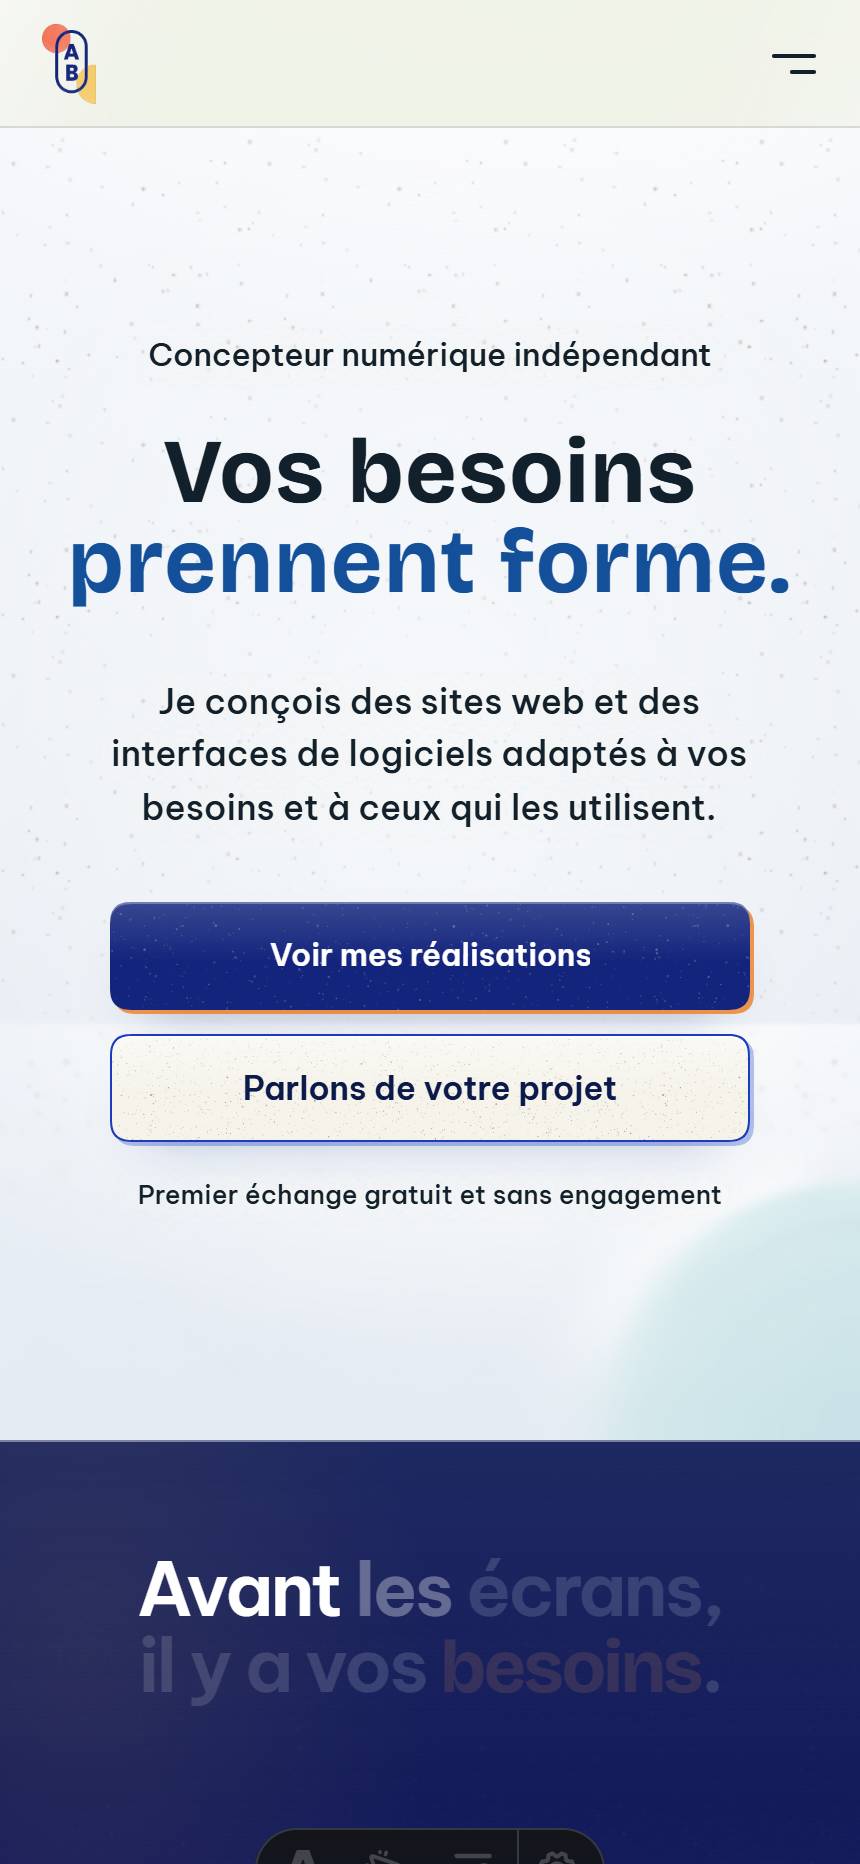 A
B
Concepteur numérique indépendant
Vos besoins
prennent forme.
Je conçois des sites web et des
interfaces de logiciels adaptés à vos
besoins et à ceux qui les utilisent.
Voir mes réalisations
Parlons de votre projet
Premier échange gratuit et sans engagement
Avant les écrans,
il y a vos besoins.